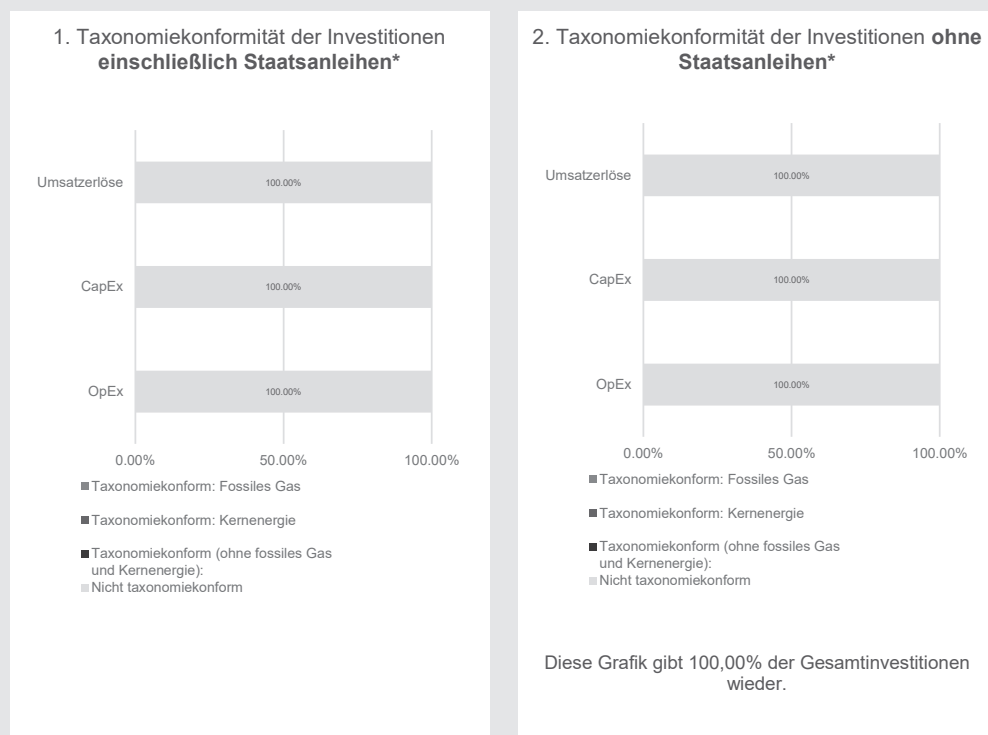 1. Taxonomiekonformität der Investitionen
einschließlich Staatsanleihen*
Umsatzerlöse
100.00%
CapEx
100.00%
OpEx
100.00%
0.00%
50.00%
100.00%
Taxonomiekonform: Fossiles Gas
Taxonomiekonform: Kernenergie
Taxonomiekonform (ohne fossiles Gas
und Kernenergie):
Nicht taxonomiekonform
2. Taxonomiekonformität der Investitionen ohne
Staatsanleihen*
Umsatzerlöse
100.00%
CapEx
100.00%
OpEx
100.00%
0.00%
50.00%
100.00%
Taxonomiekonform: Fossiles Gas
Taxonomiekonform: Kernenergie
Taxonomiekonform (ohne fossiles Gas
und Kernenergie):
Nicht taxonomiekonform
Diese Grafik gibt 100,00% der Gesamtinvestitionen
wieder.